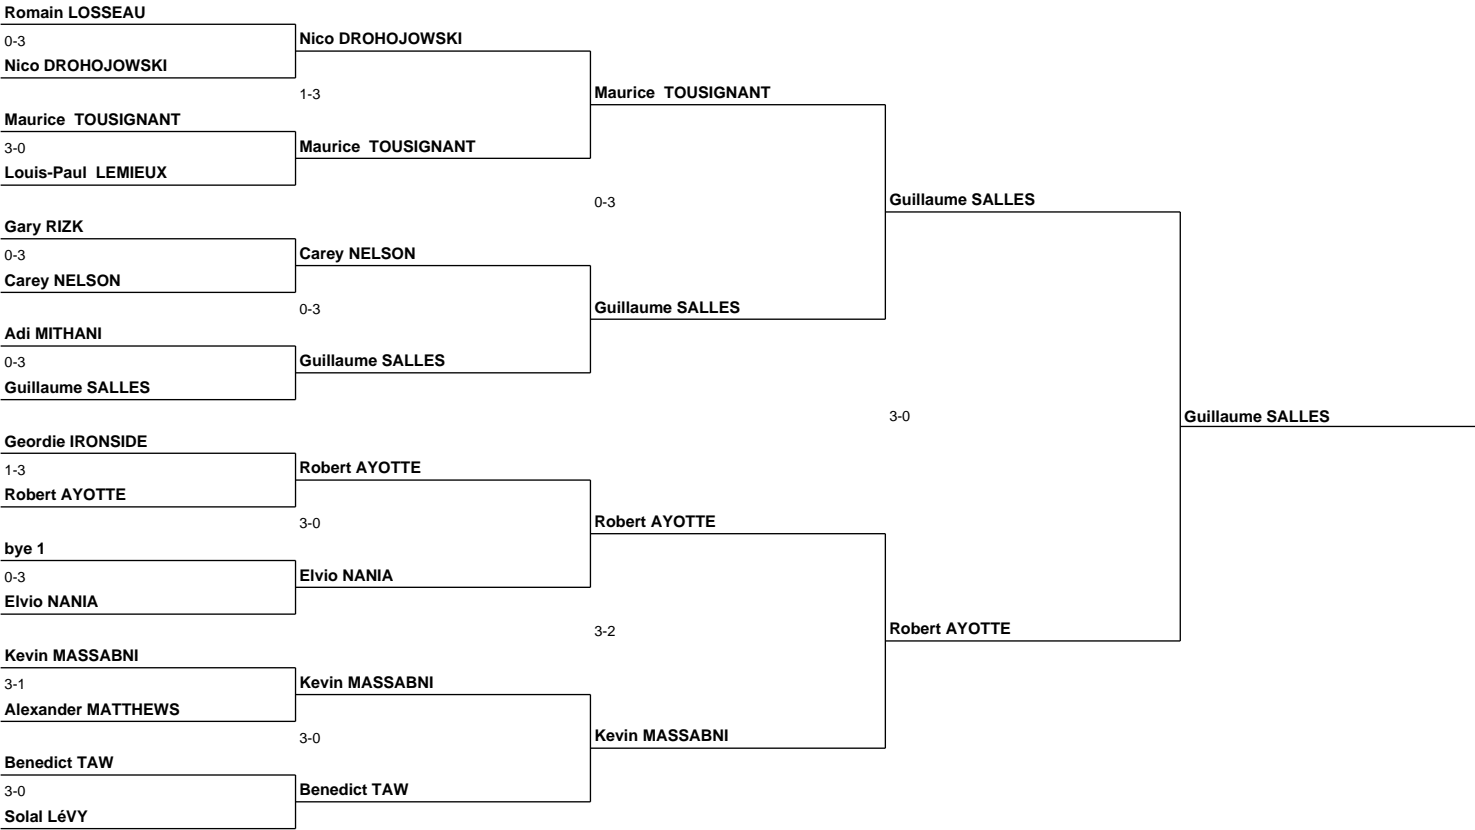 Romain LOSSEAU
0-3
Nico DROHOJOWSKI
Maurice  TOUSIGNANT
3-0
Louis-Paul  LEMIEUX
Gary RIZK
0-3
Carey NELSON
Adi MITHANI
0-3
Guillaume SALLES
Geordie IRONSIDE
1-3
Robert AYOTTE
bye 1
0-3
Elvio NANIA
Kevin MASSABNI
3-1
Alexander MATTHEWS
Benedict TAW
3-0
Solal LéVY
Nico DROHOJOWSKI
1-3
Maurice  TOUSIGNANT
Carey NELSON
0-3
Guillaume SALLES
Robert AYOTTE
3-0
Elvio NANIA
Kevin MASSABNI
3-0
Benedict TAW
Maurice  TOUSIGNANT
0-3
Guillaume SALLES
Robert AYOTTE
3-2
Kevin MASSABNI
Guillaume SALLES
3-0
Robert AYOTTE
Guillaume SALLES